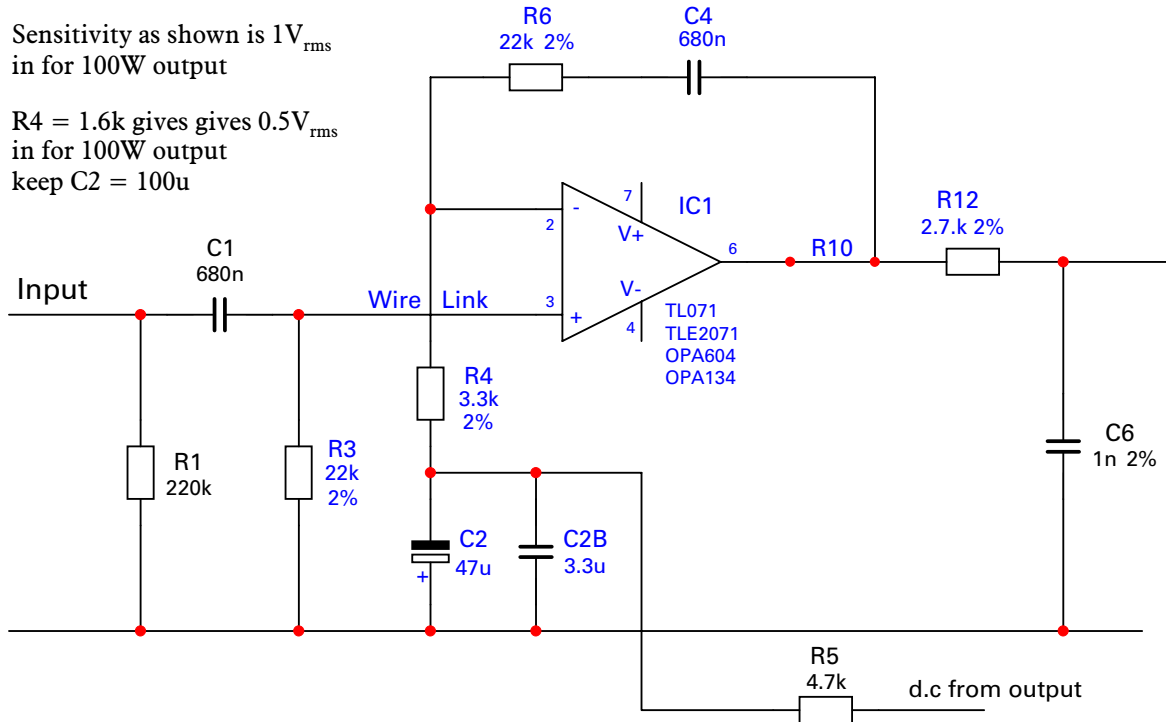 Sensitivity as shown is 1Vrms
in for 100W output
R4 = 1.6k gives gives 0.5Vrms
in for 100W output
keep C2 = 100u
R6
22k 2%
C4
680n
7
IC1
-
2
V+
6
R10
R12
2.7.k 2%
C1
680n
Input
Wire Link
3
+
V-
4
TL071
TLE2071
OPA604
OPA134
R4
3.3k
2%
R1
220k
R3
22k
2%
C6
1n 2%
C2
47u
+
C2B
3.3u
R5
4.7k
d.c from output